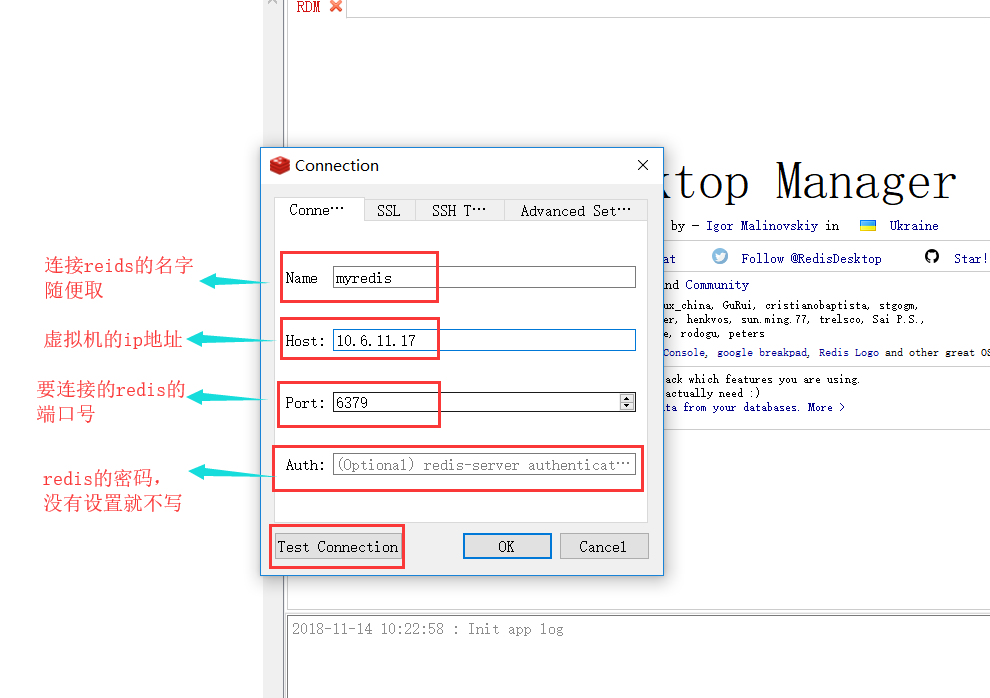 RDM
ktop Manager
by – Igor Malinovskiy in Ukraine
at Follow @RedisDesktop Star!
nd Community
ux_china, GuRui, cristianobaptista, stgogm,
er, henkvos, sun.ming.77, trelsco, Sai P.S.,
e, rodogu, peters
Console, google breakpad, Redis Logo and other great OS
ack which features you are using.
actually need :)
ta from your databases. More >
Connection
Conne··· SSL SSH T··· Advanced Set···
连接reids的名字
随便取
Name myredis
虚拟机的ip地址
Host: 10.6.11.17
要连接的redis的
端口号
Port: 6379
redis的密码,
没有设置就不写
Auth: (Optional) redis-server authenticat···
Test Connection OK Cancel
2018-11-14 10:22:58 : Init app log